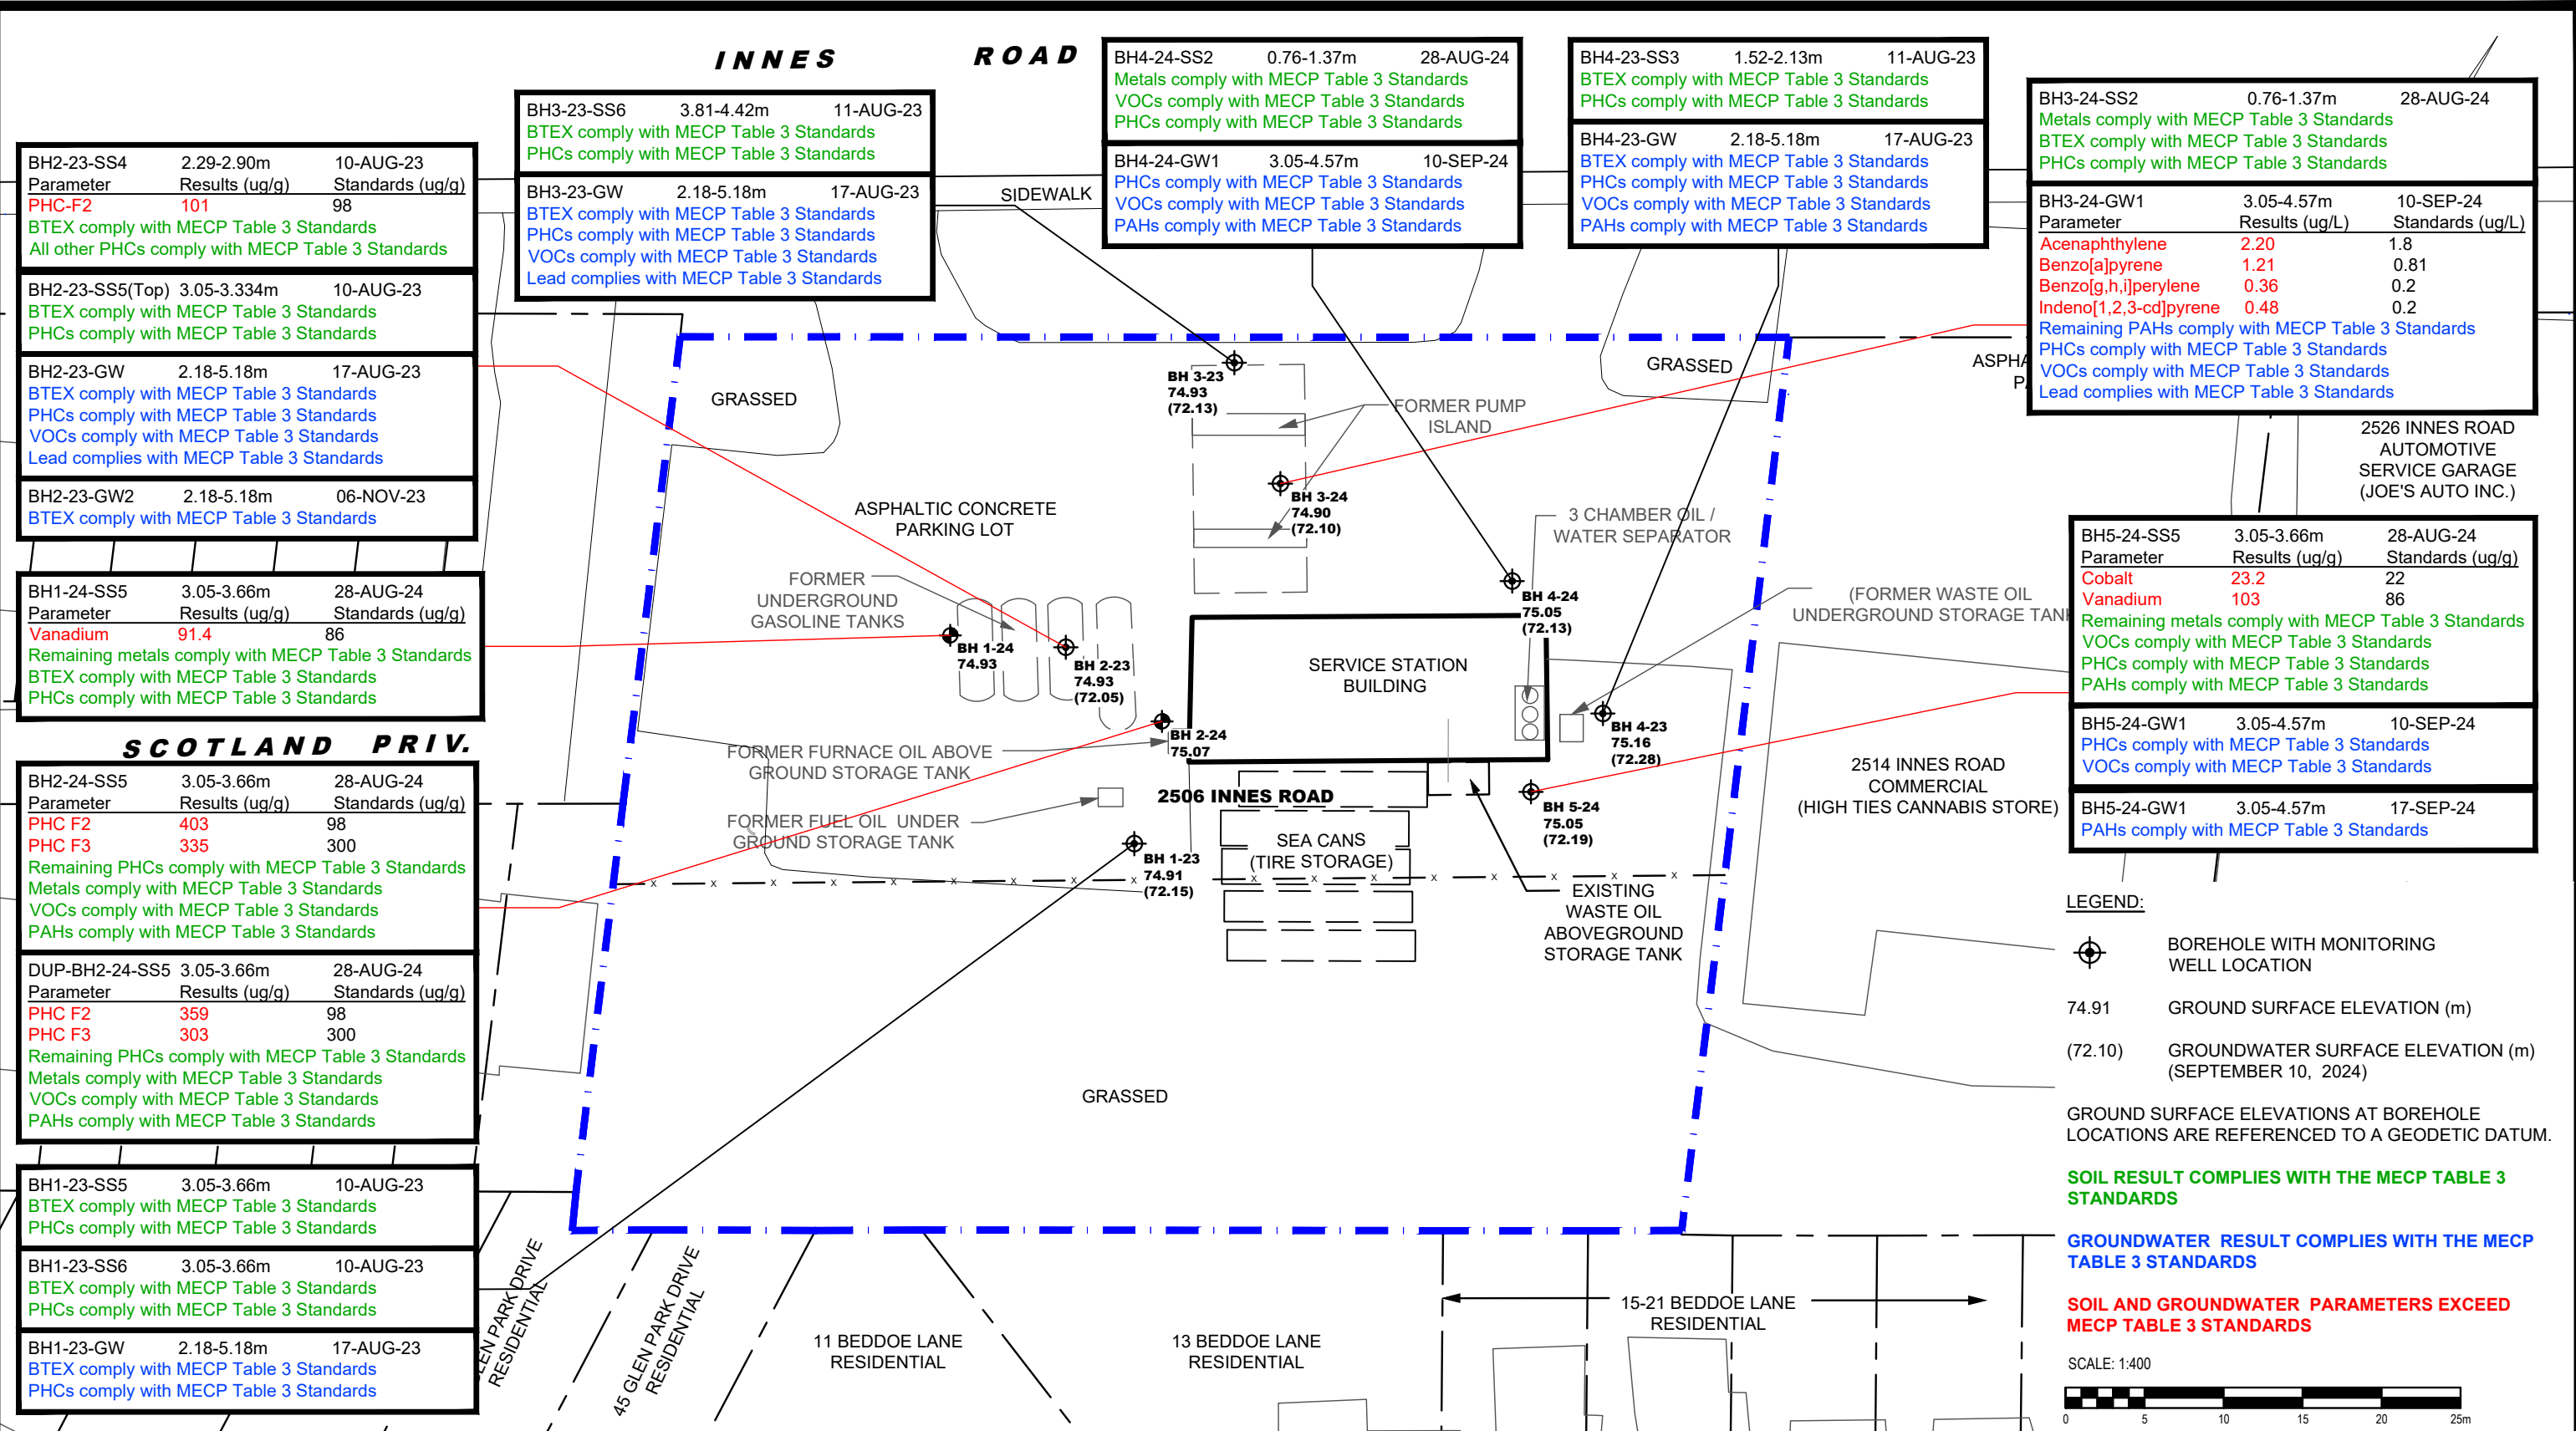 INNES ROAD
BH2-23-SS4 2.29-2.90m 10-AUG-23
Parameter Results (ug/g) Standards (ug/g)
PHC-F2 101 98
BTEX comply with MECP Table 3 Standards
All other PHCs comply with MECP Table 3 Standards
BH2-23-SS5(Top) 3.05-3.334m 10-AUG-23
BTEX comply with MECP Table 3 Standards
PHCs comply with MECP Table 3 Standards
BH2-23-GW 2.18-5.18m 17-AUG-23
BTEX comply with MECP Table 3 Standards
PHCs comply with MECP Table 3 Standards
VOCs comply with MECP Table 3 Standards
Lead complies with MECP Table 3 Standards
BH2-23-GW2 2.18-5.18m 06-NOV-23
BTEX comply with MECP Table 3 Standards
BH1-24-SS5 3.05-3.66m 28-AUG-24
Parameter Results (ug/g) Standards (ug/g)
Vanadium 91.4 86
Remaining metals comply with MECP Table 3 Standards
BTEX comply with MECP Table 3 Standards
PHCs comply with MECP Table 3 Standards
SCOTLAND PRIV.
BH2-24-SS5 3.05-3.66m 28-AUG-24
Parameter Results (ug/g) Standards (ug/g)
PHC F2 403 98
PHC F3 335 300
Remaining PHCs comply with MECP Table 3 Standards
Metals comply with MECP Table 3 Standards
VOCs comply with MECP Table 3 Standards
PAHs comply with MECP Table 3 Standards
DUP-BH2-24-SS5 3.05-3.66m 28-AUG-24
Parameter Results (ug/g) Standards (ug/g)
PHC F2 359 98
PHC F3 303 300
Remaining PHCs comply with MECP Table 3 Standards
Metals comply with MECP Table 3 Standards
VOCs comply with MECP Table 3 Standards
PAHs comply with MECP Table 3 Standards
BH1-23-SS5 3.05-3.66m 10-AUG-23
BTEX comply with MECP Table 3 Standards
PHCs comply with MECP Table 3 Standards
BH1-23-SS6 3.05-3.66m 10-AUG-23
BTEX comply with MECP Table 3 Standards
PHCs comply with MECP Table 3 Standards
BH1-23-GW 2.18-5.18m 17-AUG-23
BTEX comply with MECP Table 3 Standards
PHCs comply with MECP Table 3 Standards
BH3-23-SS6 3.81-4.42m 11-AUG-23
BTEX comply with MECP Table 3 Standards
PHCs comply with MECP Table 3 Standards
BH3-23-GW 2.18-5.18m 17-AUG-23
BTEX comply with MECP Table 3 Standards
PHCs comply with MECP Table 3 Standards
VOCs comply with MECP Table 3 Standards
Lead complies with MECP Table 3 Standards
SIDEWALK
BH4-24-SS2 0.76-1.37m 28-AUG-24
Metals comply with MECP Table 3 Standards
VOCs comply with MECP Table 3 Standards
PHCs comply with MECP Table 3 Standards
BH4-24-GW1 3.05-4.57m 10-SEP-24
PHCs comply with MECP Table 3 Standards
VOCs comply with MECP Table 3 Standards
PAHs comply with MECP Table 3 Standards
BH4-23-SS3 1.52-2.13m 11-AUG-23
BTEX comply with MECP Table 3 Standards
PHCs comply with MECP Table 3 Standards
BH4-23-GW 2.18-5.18m 17-AUG-23
BTEX comply with MECP Table 3 Standards
PHCs comply with MECP Table 3 Standards
VOCs comply with MECP Table 3 Standards
PAHs comply with MECP Table 3 Standards
BH3-24-SS2 0.76-1.37m 28-AUG-24
Metals comply with MECP Table 3 Standards
BTEX comply with MECP Table 3 Standards
PHCs comply with MECP Table 3 Standards
BH3-24-GW1 3.05-4.57m 10-SEP-24
Parameter Results (ug/L) Standards (ug/L)
Acenaphthylene 2.20 1.8
Benzo[a]pyrene 1.21 0.81
Benzo[g,h,i]perylene 0.36 0.2
Indeno[1,2,3-cd]pyrene 0.48 0.2
Remaining PAHs comply with MECP Table 3 Standards
PHCs comply with MECP Table 3 Standards
VOCs comply with MECP Table 3 Standards
Lead complies with MECP Table 3 Standards
GRASSED
GRASSED
BH 3-23
74.93
(72.13)
FORMER PUMP
ISLAND
BH 3-24
74.90
(72.10)
ASPHALTIC CONCRETE
PARKING LOT
3 CHAMBER OIL /
WATER SEPARATOR
FORMER
UNDERGROUND
GASOLINE TANKS
BH 1-24
74.93
BH 2-23
74.93
(72.05)
BH 4-24
75.05
(72.13)
(FORMER WASTE OIL
UNDERGROUND STORAGE TANK
SERVICE STATION
BUILDING
BH 2-24
75.07
BH 4-23
75.16
(72.28)
FORMER FURNACE OIL ABOVE
GROUND STORAGE TANK
2506 INNES ROAD
FORMER FUEL OIL UNDER
GROUND STORAGE TANK
BH 5-24
75.05
(72.19)
SEA CANS
(TIRE STORAGE)
BH 1-23
74.91
(72.15)
x x x x x x x x x x x x x x x x x x
EXISTING
WASTE OIL
ABOVEGROUND
STORAGE TANK
GRASSED
2514 INNES ROAD
COMMERCIAL
(HIGH TIES CANNABIS STORE)
2526 INNES ROAD
AUTOMOTIVE
SERVICE GARAGE
(JOE'S AUTO INC.)
BH5-24-SS5 3.05-3.66m 28-AUG-24
Parameter Results (ug/g) Standards (ug/g)
Cobalt 23.2 22
Vanadium 103 86
Remaining metals comply with MECP Table 3 Standards
VOCs comply with MECP Table 3 Standards
PHCs comply with MECP Table 3 Standards
PAHs comply with MECP Table 3 Standards
BH5-24-GW1 3.05-4.57m 10-SEP-24
PHCs comply with MECP Table 3 Standards
VOCs comply with MECP Table 3 Standards
BH5-24-GW1 3.05-4.57m 17-SEP-24
PAHs comply with MECP Table 3 Standards
PARK DRIVE
RESIDENTIAL
45 GLEN PARK DRIVE
RESIDENTIAL
11 BEDDOE LANE
RESIDENTIAL
13 BEDDOE LANE
RESIDENTIAL
15-21 BEDDOE LANE
RESIDENTIAL
LEGEND:
BOREHOLE WITH MONITORING
WELL LOCATION
74.91 GROUND SURFACE ELEVATION (m)
(72.10) GROUNDWATER SURFACE ELEVATION (m)
(SEPTEMBER 10, 2024)
GROUND SURFACE ELEVATIONS AT BOREHOLE
LOCATIONS ARE REFERENCED TO A GEODETIC DATUM.
SOIL RESULT COMPLIES WITH THE MECP TABLE 3
STANDARDS
GROUNDWATER RESULT COMPLIES WITH THE MECP
TABLE 3 STANDARDS
SOIL AND GROUNDWATER PARAMETERS EXCEED
MECP TABLE 3 STANDARDS
SCALE: 1:400
0 5 10 15 20 25m